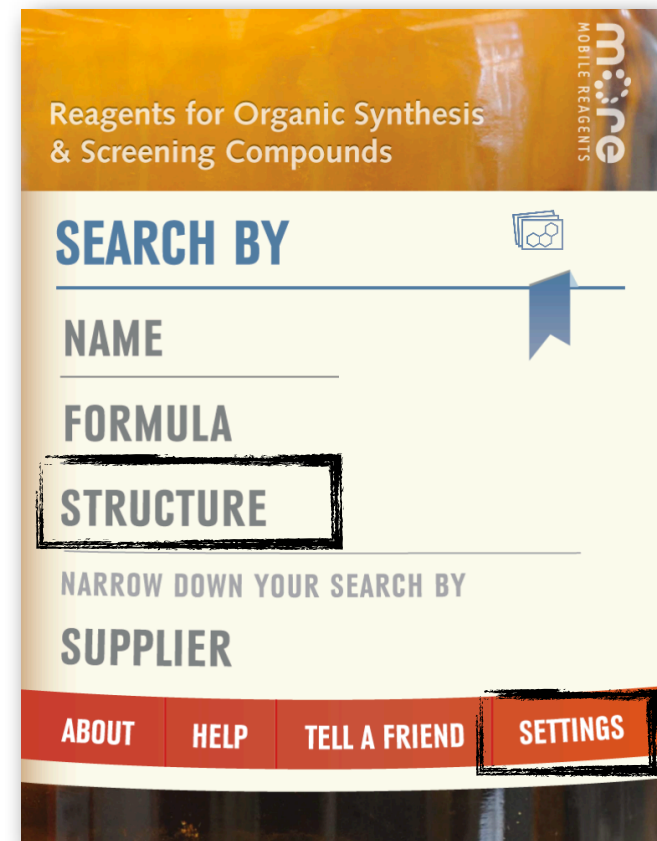 more
MOBILE REAGENTS
Reagents for Organic Synthesis
& Screening Compounds
SEARCH BY
NAME
FORMULA
STRUCTURE
NARROW DOWN YOUR SEARCH BY
SUPPLIER
ABOUT HELP TELL A FRIEND SETTINGS